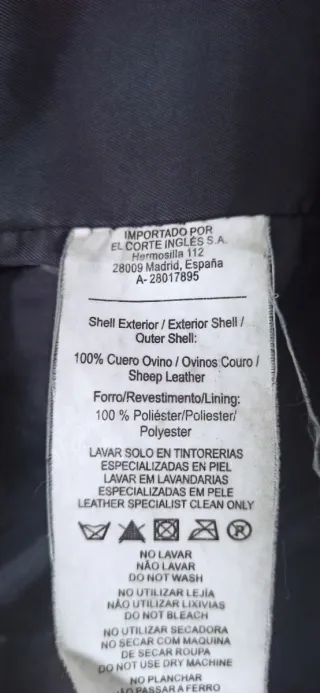 IMPORTADO POR
EL CORTE INGLÉS S.A.
Hermosilla 112
28009 Madrid, España
A- 28017895
Shell Exterior / Exterior Shell /
Outer Shell:
100% Cuero Ovino / Ovinos Couro /
Sheep Leather
Forro/Revestimento/Lining:
100 % Poliéster/Poliester/
Polyester
LAVAR SOLO EN TINTORERIAS
ESPECIALIZADAS EN PIEL
LAVAR EM LAVANDARIAS
ESPECIALIZADAS EM PELE
LEATHER SPECIALIST CLEAN ONLY
P
NO LAVAR
NÃO LAVAR
DO NOT WASH
NO UTILIZAR LEJÍA
NÃO UTILIZAR LIXIVIAS
DO NOT BLEACH
NO UTILIZAR SECADORA
NO SECAR COM MAQUINA
DE SECAR ROUPA
DO NOT USE DRY MACHINE
NO PLANCHAR
NÃO PASSAR A FERRO